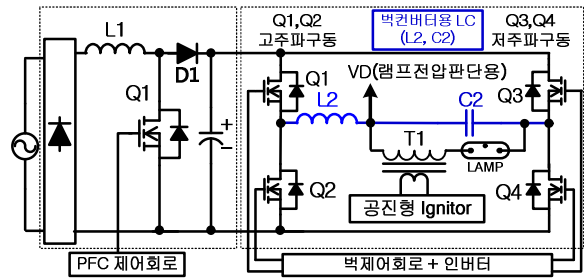 L1
D1
Q1
+
−
PFC 제어회로
Q1,Q2
고주파구동
벅컨버터용 LC
(L2, C2)
Q3,Q4
저주파구동
VD(램프전압판단용)
Q1
L2
C2
Q3
T1
LAMP
Q2
공진형 Ignitor
Q4
벅제어회로 + 인버터